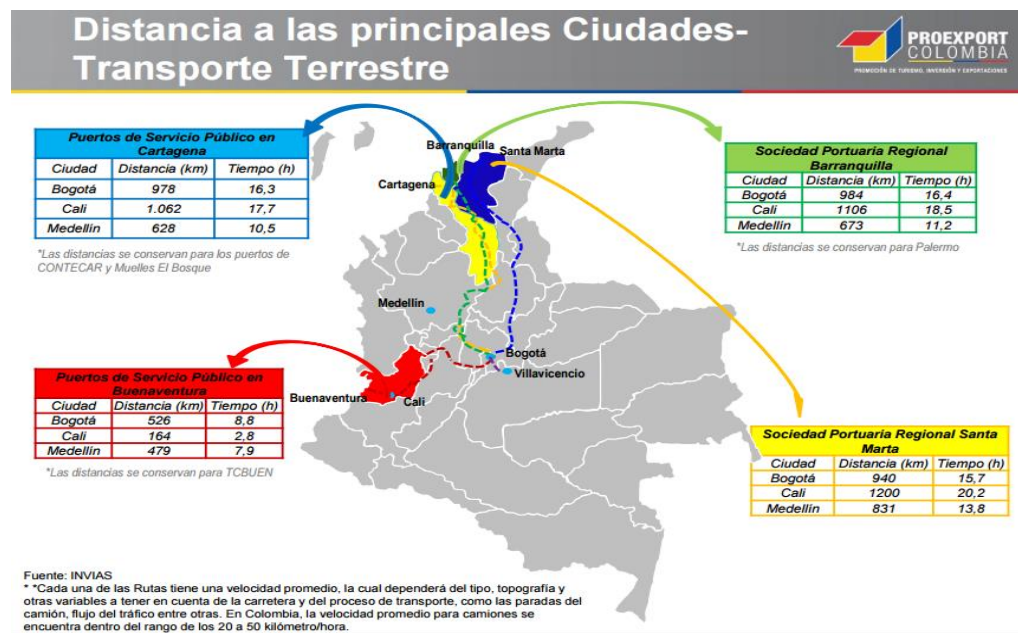 Distancia a las principales Ciudades-
Transporte Terrestre
PROEXPORT
COLOMBIA
PROMOCIÓN DE TURISMO, INVERSIÓN Y EXPORTACIONES
Puertos de Servicio Público en
Cartagena
Ciudad Distancia (km) Tiempo (h)
Bogotá 978 16,3
Cali 1.062 17,7
Medellín 628 10,5
*Las distancias se conservan para los puertos de
CONTECAR y Muelles El Bosque
Barranquilla
Santa Marta
Cartagena
Sociedad Portuaria Regional
Barranquilla
Ciudad Distancia (km) Tiempo (h)
Bogotá 984 16,4
Cali 1106 18,5
Medellín 673 11,2
*Las distancias se conservan para Palermo
Medellín
Bogotá
Villavicencio
Buenaventura
Cali
Puertos de Servicio Público en
Buenaventura
Ciudad Distancia (km) Tiempo (h)
Bogotá 526 8,8
Cali 164 2,8
Medellín 479 7,9
*Las distancias se conservan para TCBUEN
Sociedad Portuaria Regional Santa
Marta
Ciudad Distancia (km) Tiempo (h)
Bogotá 940 15,7
Cali 1200 20,2
Medellín 831 13,8
Fuente: INVIAS
* *Cada una de las Rutas tiene una velocidad promedio, la cual dependerá del tipo, topografía y
otras variables a tener en cuenta de la carretera y del proceso de transporte, como las paradas del
camión, flujo del tráfico entre otras. En Colombia, la velocidad promedio para camiones se
encuentra dentro del rango de los 20 a 50 kilómetro/hora.